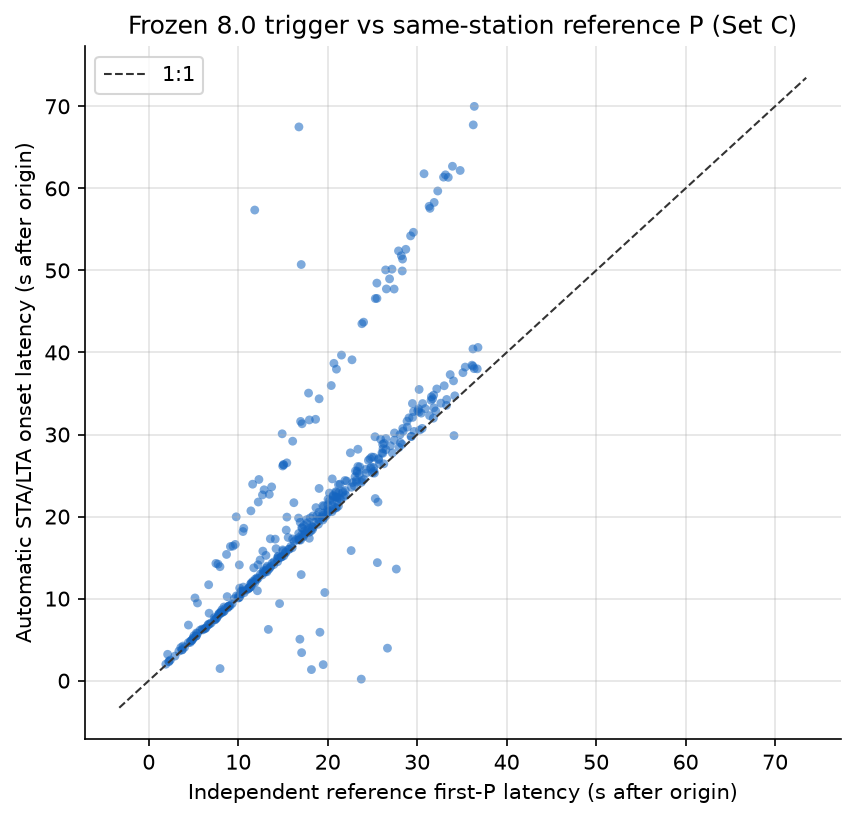 Frozen 8.0 trigger vs same-station reference P (Set C)
1:1
Automatic STA/LTA onset latency (s after origin)
70
60
50
40
30
20
10
0
0 10 20 30 40 50 60 70
Independent reference first-P latency (s after origin)